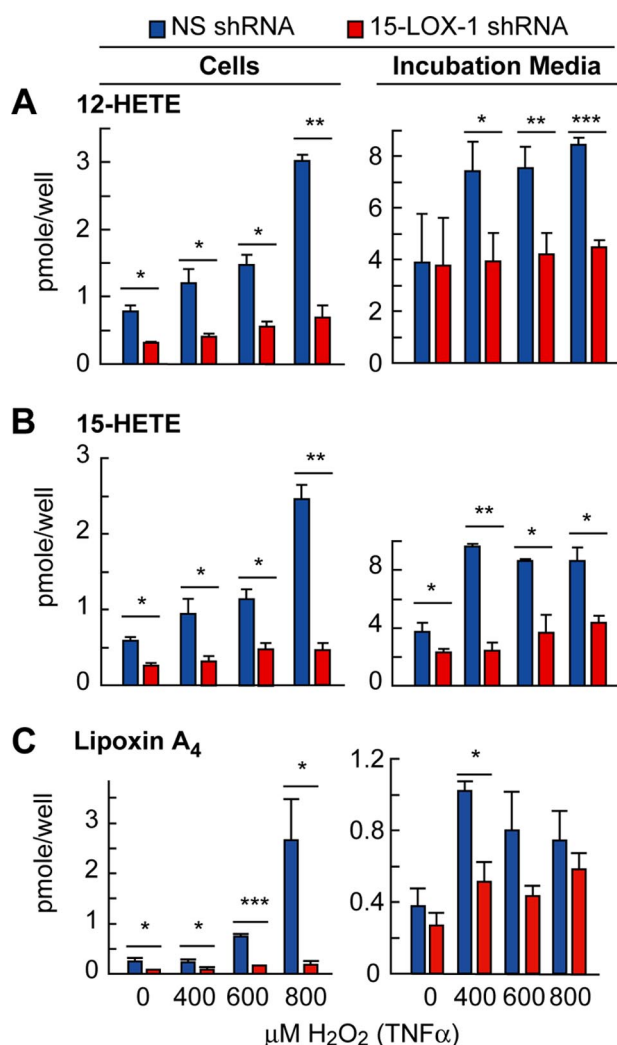 NS shRNA 15-LOX-1 shRNA
Cells Incubation Media
A 12-HETE
pmole/well
3
2
1
0
* * * **
8
6
4
2
0
* ** ***
B 15-HETE
pmole/well
3
2
1
0
* * * **
8
4
2
0
* ** * *
C Lipoxin A₄
pmole/well
3
2
1
0
* * *** *
1.2
0.8
0.4
0
*
0 400 600 800 0 400 600 800
μM H₂O₂ (TNFα)